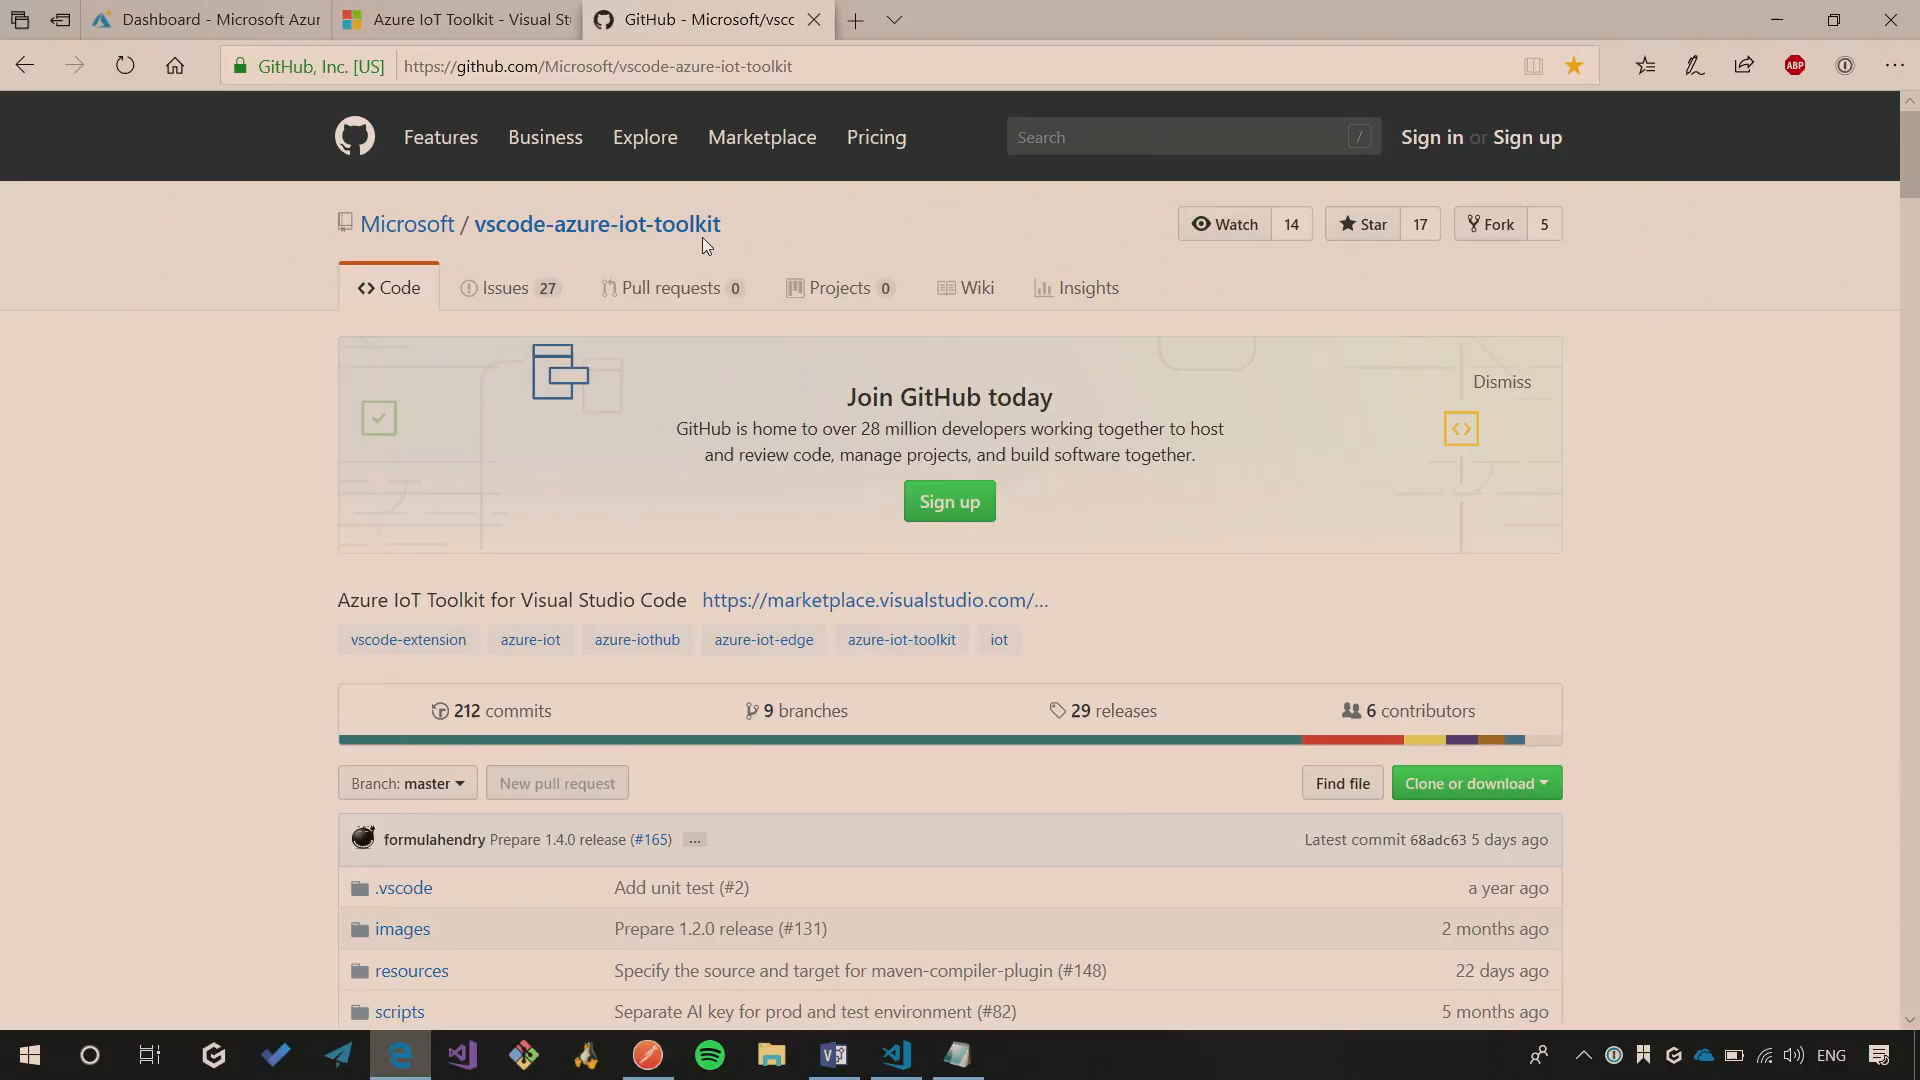 Dashboard - Microsoft Azur
Azure IoT Toolkit - Visual St
GitHub - Microsoft/vscc
GitHub, Inc. [US]
https://github.com/Microsoft/vscode-azure-iot-toolkit
ABP
Features
Business
Explore
Marketplace
Pricing
Search
/
Sign in or Sign up
Microsoft / vscode-azure-iot-toolkit
Watch 14
Star 17
Fork 5
Code
Issues 27
Pull requests 0
Projects 0
Wiki
Insights
Join GitHub today
Dismiss
GitHub is home to over 28 million developers working together to host
and review code, manage projects, and build software together.
Sign up
Azure IoT Toolkit for Visual Studio Code https://marketplace.visualstudio.com/...
vscode-extension azure-iot azure-iothub azure-iot-edge azure-iot-toolkit iot
212 commits
9 branches
29 releases
6 contributors
Branch: master
New pull request
Find file
Clone or download
formulahendry Prepare 1.4.0 release (#165) ...
Latest commit 68adc63 5 days ago
.vscode Add unit test (#2) a year ago
images Prepare 1.2.0 release (#131) 2 months ago
resources Specify the source and target for maven-compiler-plugin (#148) 22 days ago
scripts Separate AI key for prod and test environment (#82) 5 months ago
ENG